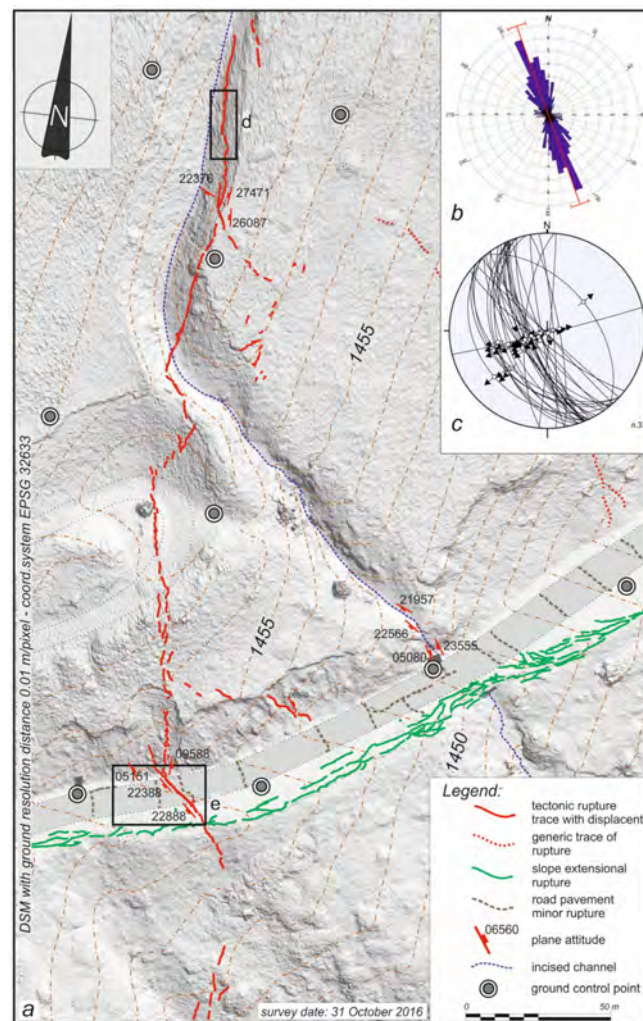 N
d
22376
27471
26087
1455
N
b
N
c
n.33
DSM with ground resolution distance 0.01 m/pixel - coord.system EPSG 32633
21957
22566
23555
05080
1455
1450
09588
05161
22388
22888
e
Legend:
tectonic rupture
trace with displacent
generic trace of
rupture
slope extensional
rupture
road pavement
minor rupture
06560
plane attitude
incised channel
ground control point
0
50 m
a
survey date: 31 October 2016